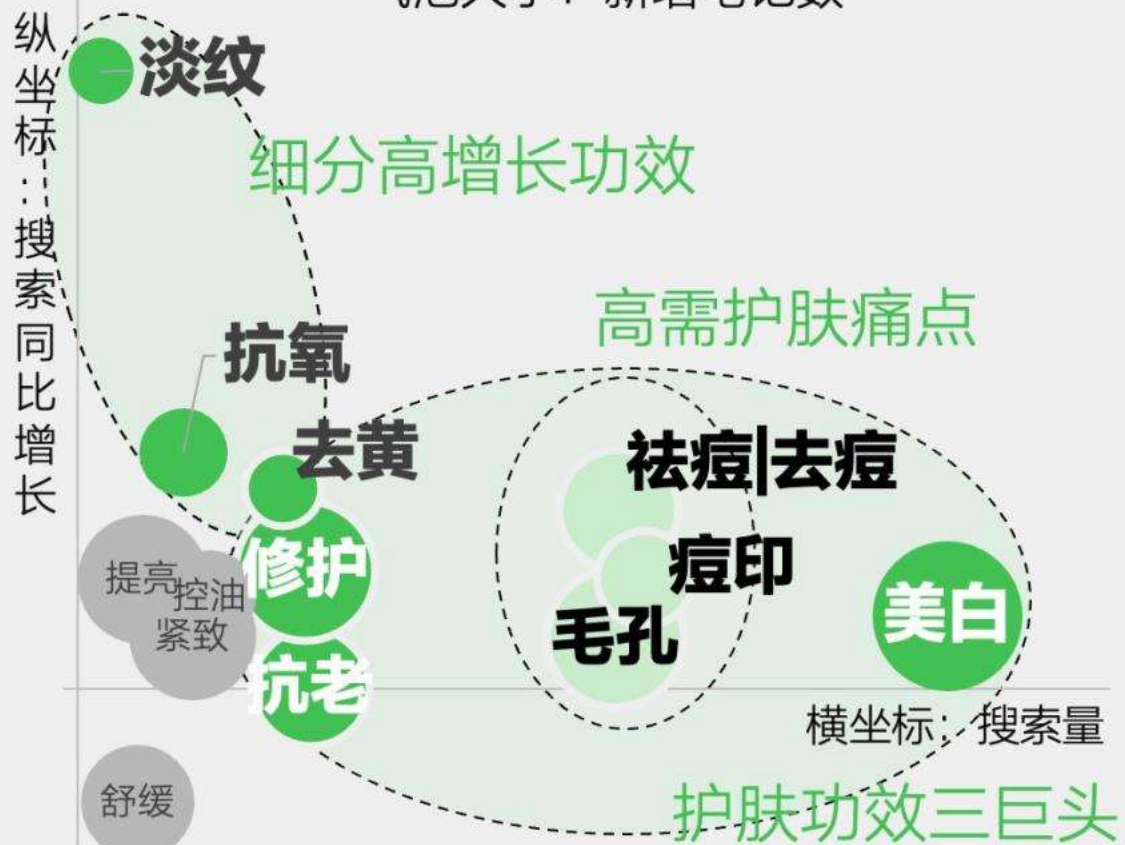 纵坐标：搜索同比增长
淡纹
细分高增长功效
高需护肤痛点
抗氧
去黄
祛痘|去痘
痘印
毛孔
美白
修护
提亮
控油
紧致
抗老
横坐标：搜索量
舒缓
护肤功效三巨头